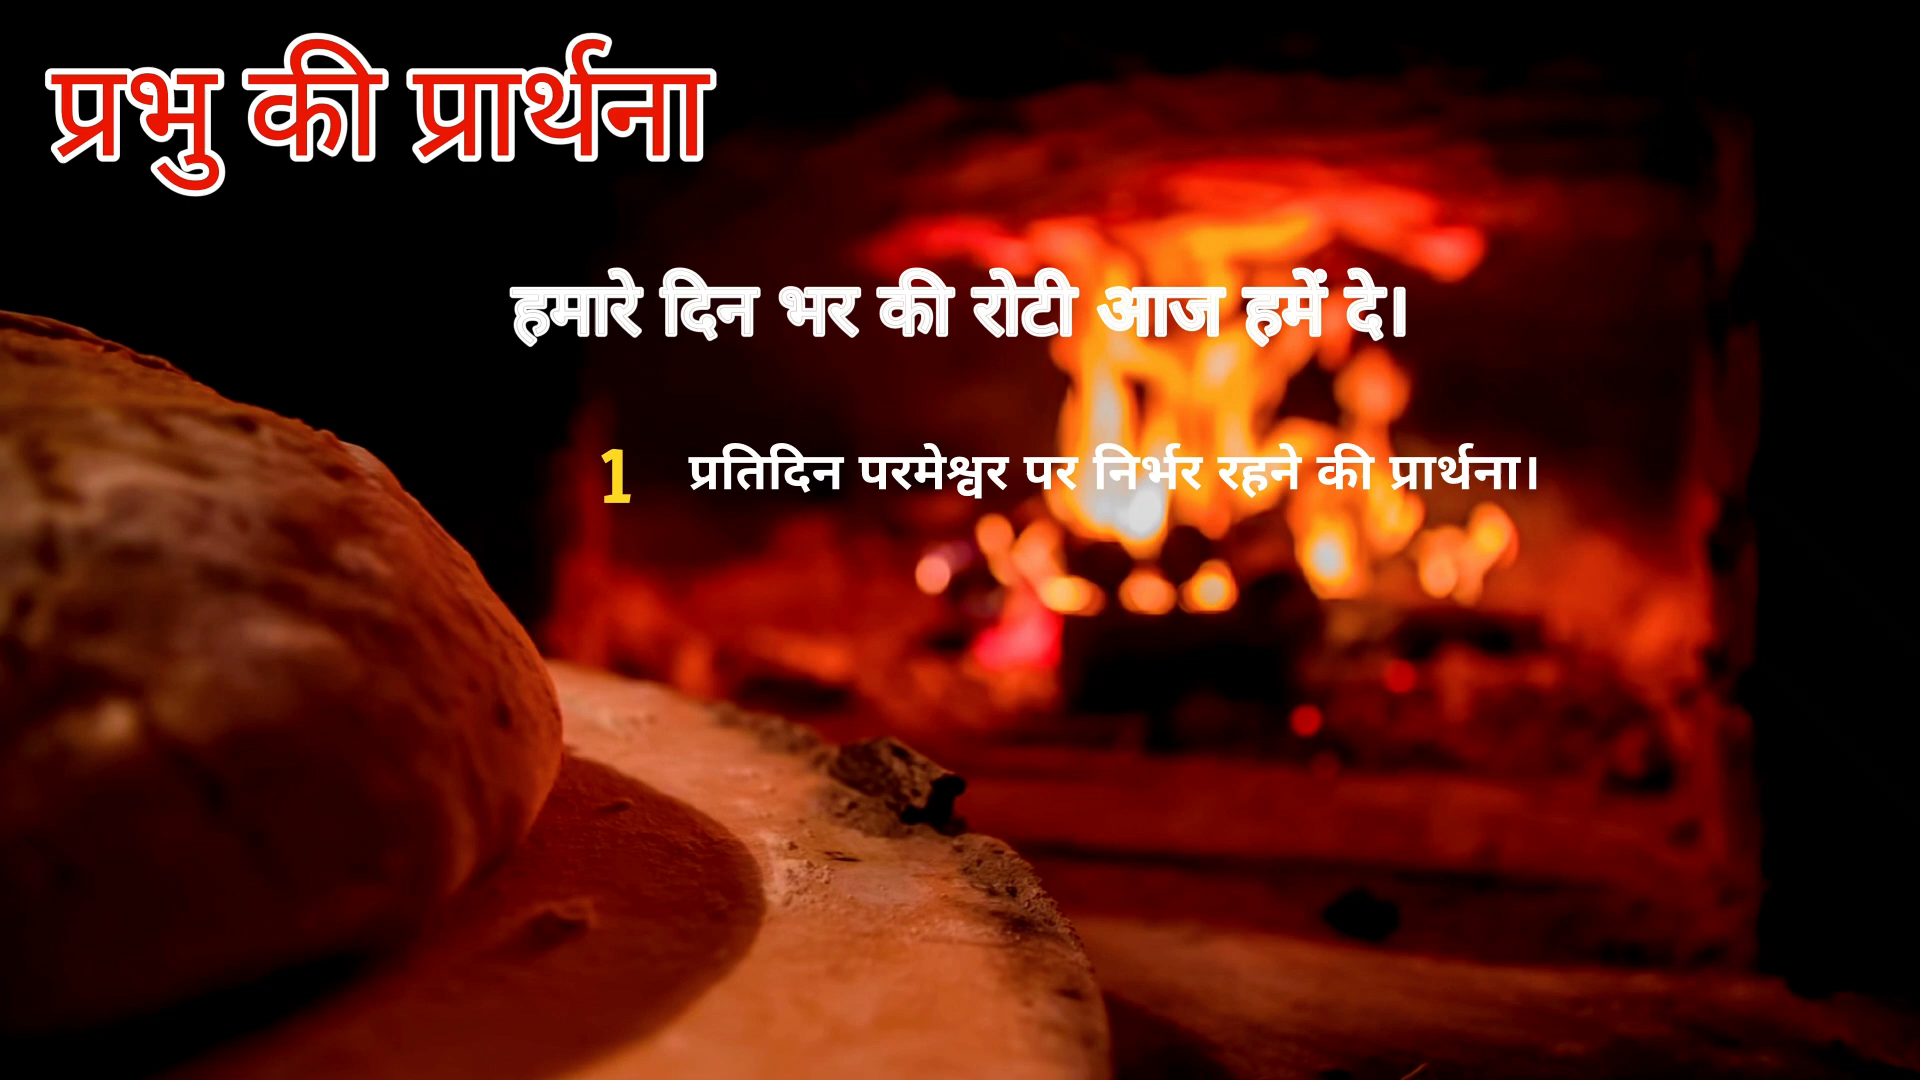 प्रभु की प्रार्थना
हमारे दिन भर की रोटी आज हमें दे।
1 प्रतिदिन परमेश्वर पर निर्भर रहने की प्रार्थना।